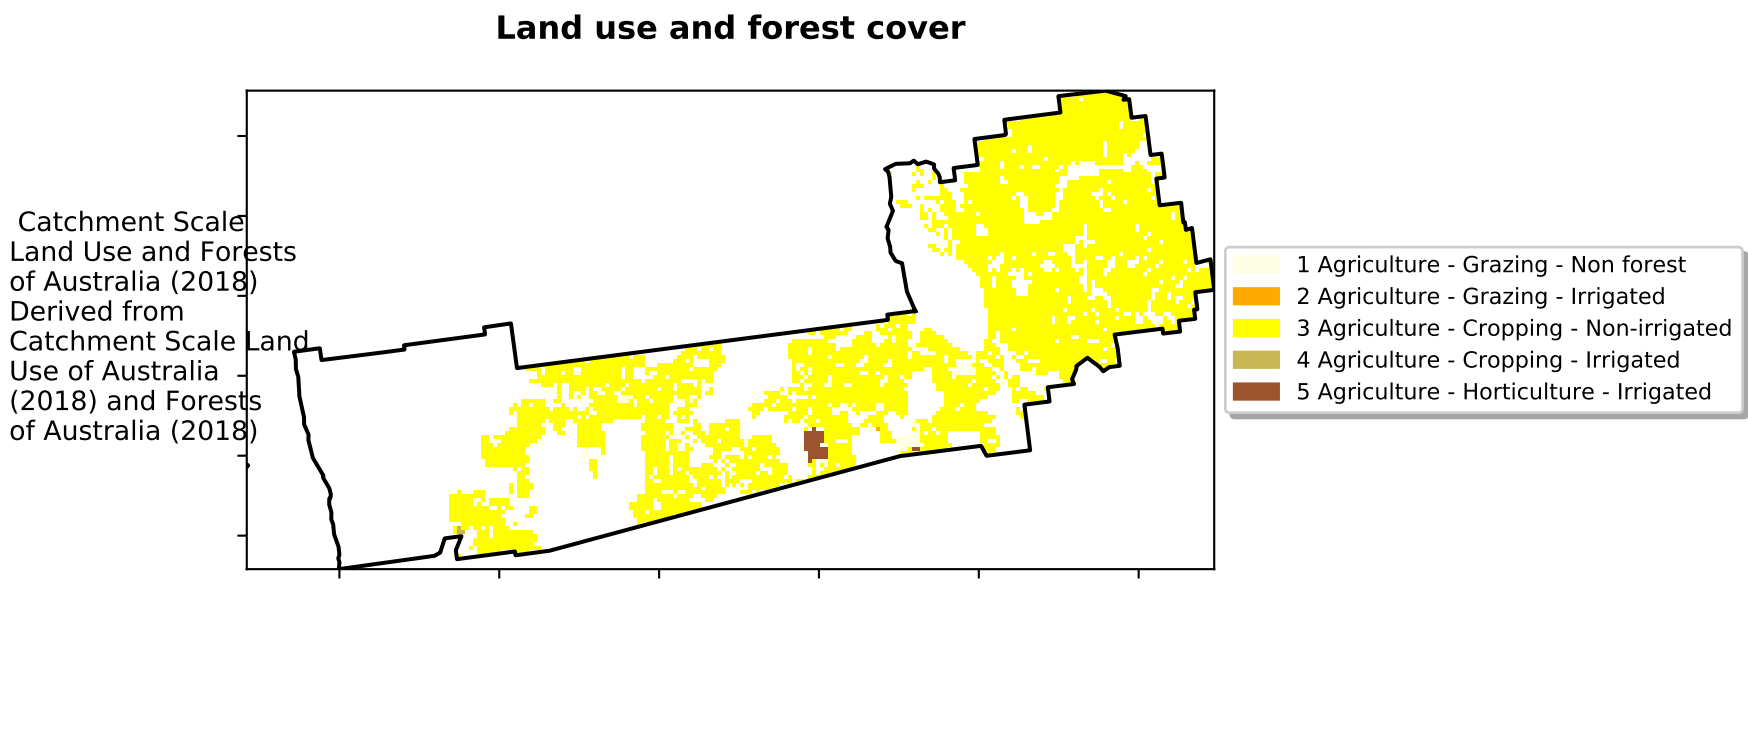 Land use and forest cover
Catchment Scale
Land Use and Forests
of Australia (2018)
Derived from
Catchment Scale Land
Use of Australia
(2018) and Forests
of Australia (2018)
1 Agriculture - Grazing - Non forest
2 Agriculture - Grazing - Irrigated
3 Agriculture - Cropping - Non-irrigated
4 Agriculture - Cropping - Irrigated
5 Agriculture - Horticulture - Irrigated